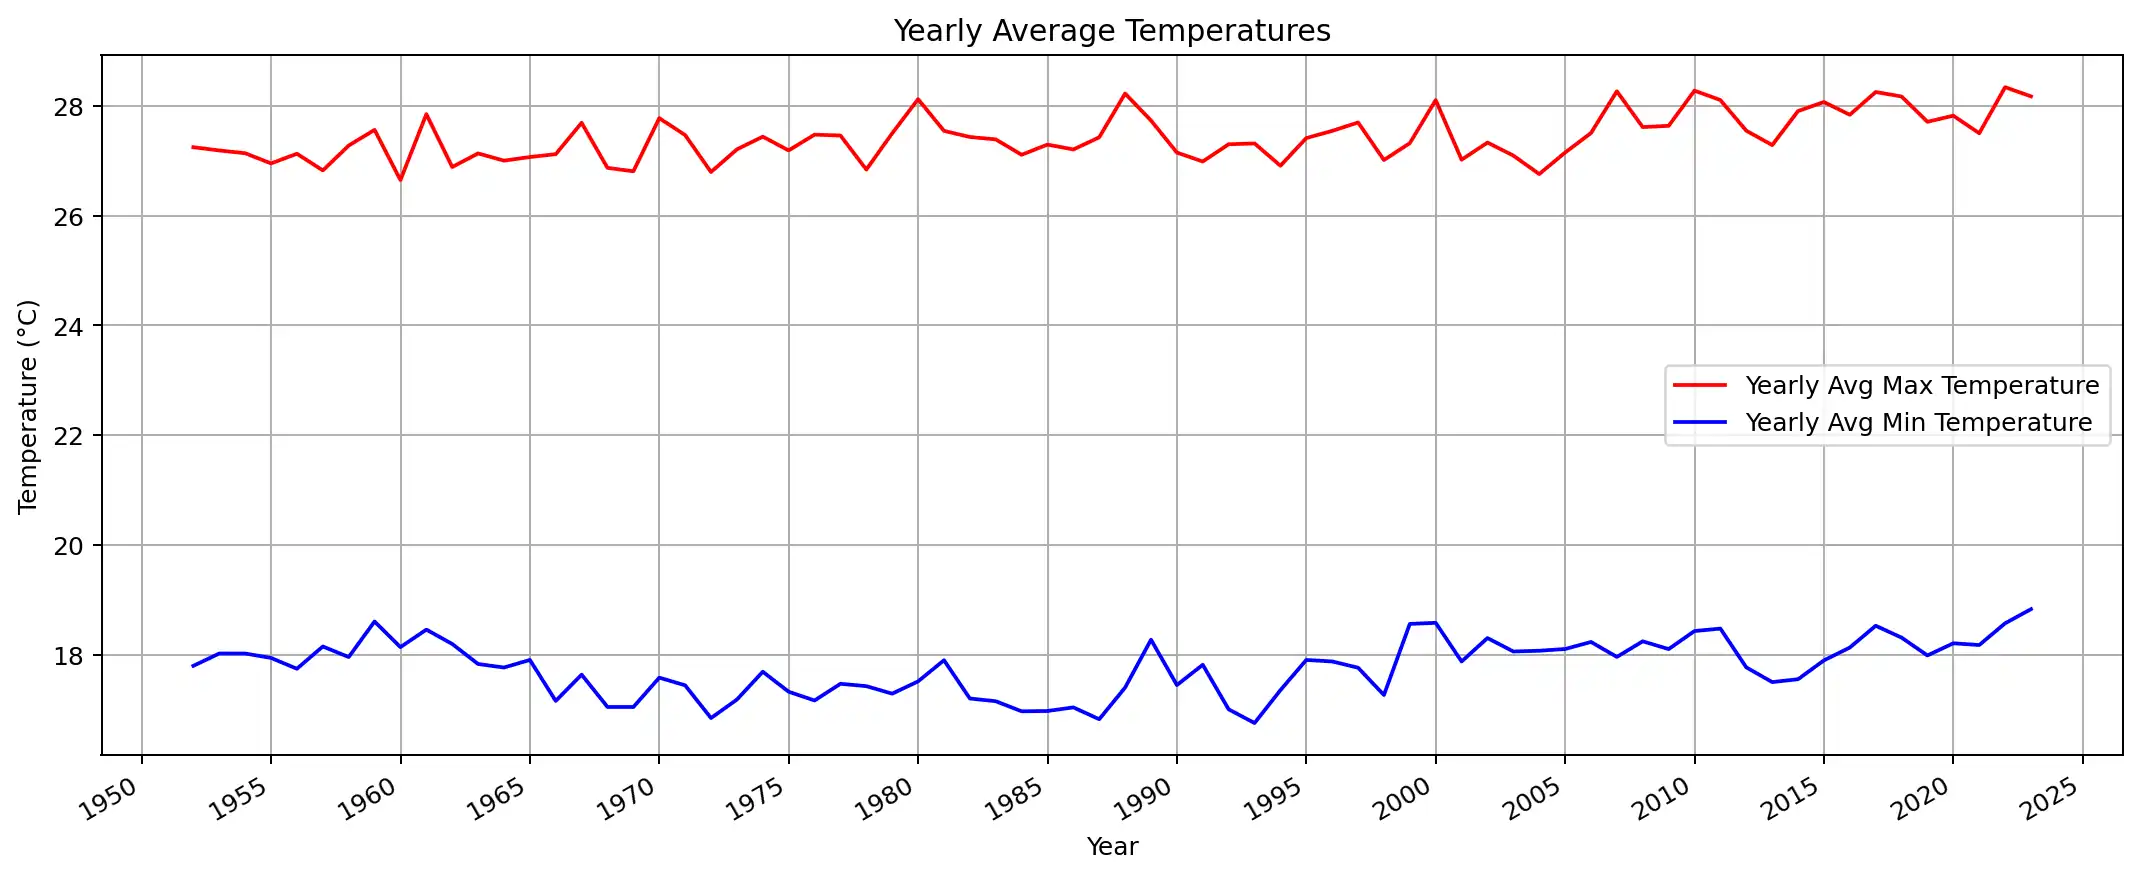 Yearly Average Temperatures
Temperature (°C)
28
26
24
22
20
18
Yearly Avg Max Temperature
Yearly Avg Min Temperature
1950 1955 1960 1965 1970 1975 1980 1985 1990 1995 2000 2005 2010 2015 2020 2025
Year